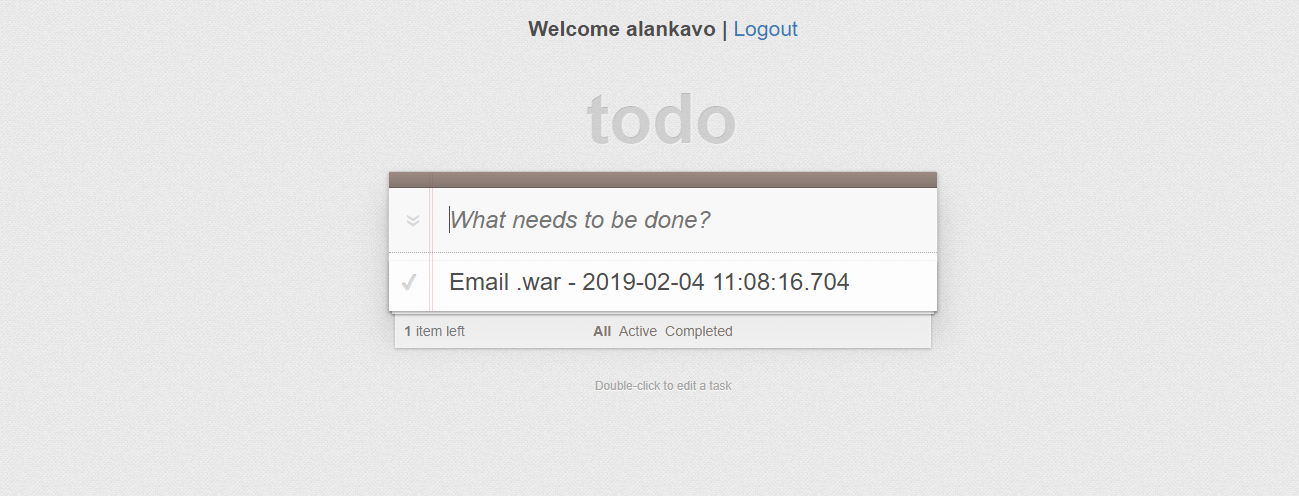 Welcome alankavo | Logout
todo
What needs to be done?
Email .war - 2019-02-04 11:08:16.704
1 item left All Active Completed
Double-click to edit a task